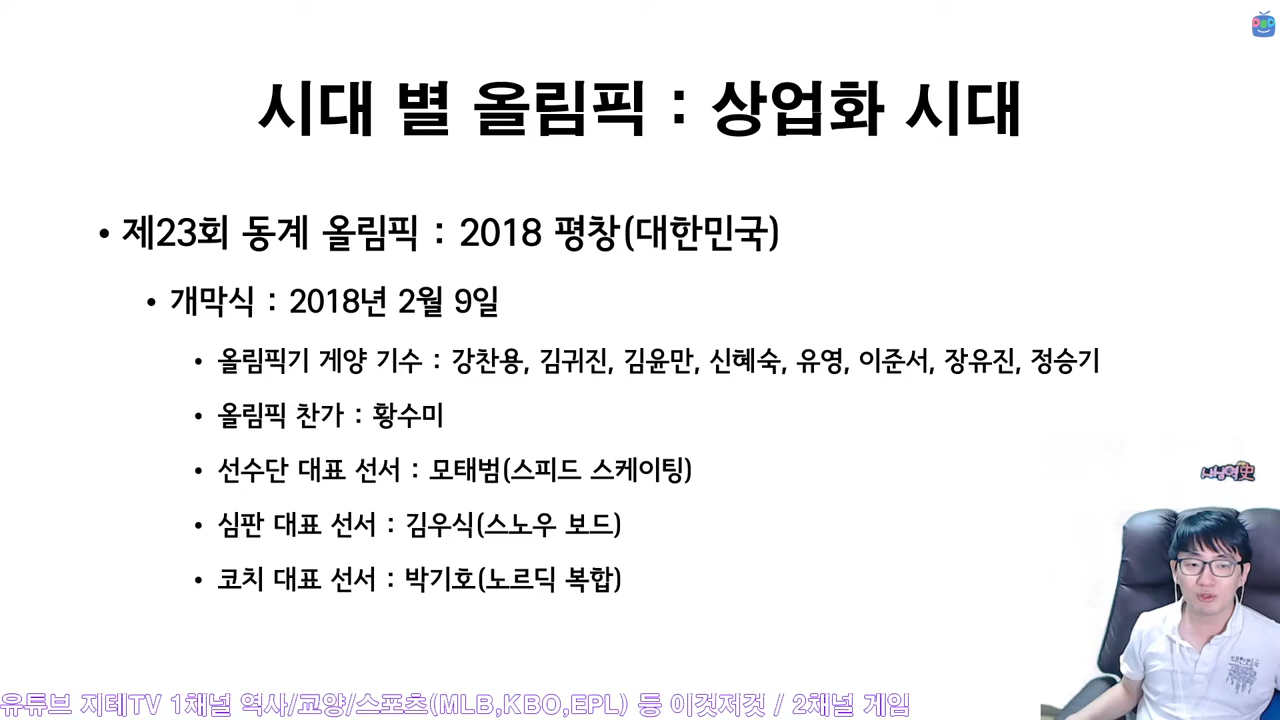 시대 별 올림픽 : 상업화 시대
• 제23회 동계 올림픽 : 2018 평창(대한민국)
• 개막식 : 2018년 2월 9일
• 올림픽기 게양 기수 : 강찬용, 김귀진, 김윤만, 신혜숙, 유영, 이준서, 장유진, 정승기
• 올림픽 찬가 : 황수미
• 선수단 대표 선서 : 모태범(스피드 스케이팅)
• 심판 대표 선서 : 김우식(스노우 보드)
• 코치 대표 선서 : 박기호(노르딕 복합)
유튜브 지테TV 1채널 역사/교양/스포츠(MLB,KBO,EPL) 등 이것저것 / 2채널 게임